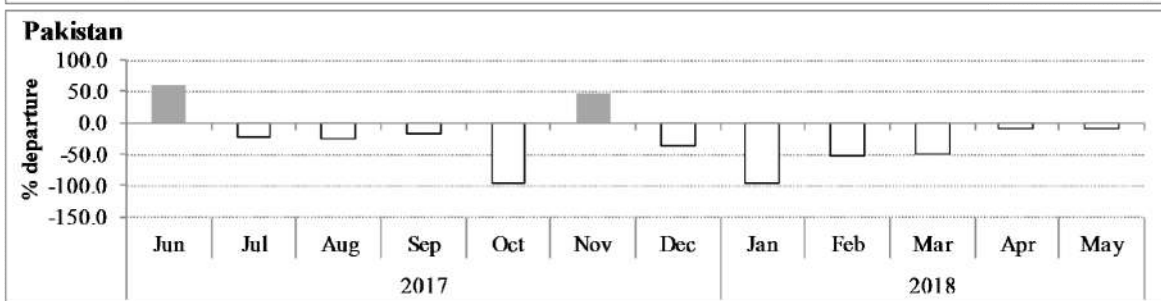 Pakistan
100.0
50.0
0.0
-50.0
-100.0
-150.0
% departure
Jun Jul Aug Sep Oct Nov Dec Jan Feb Mar Apr May
2017 2018